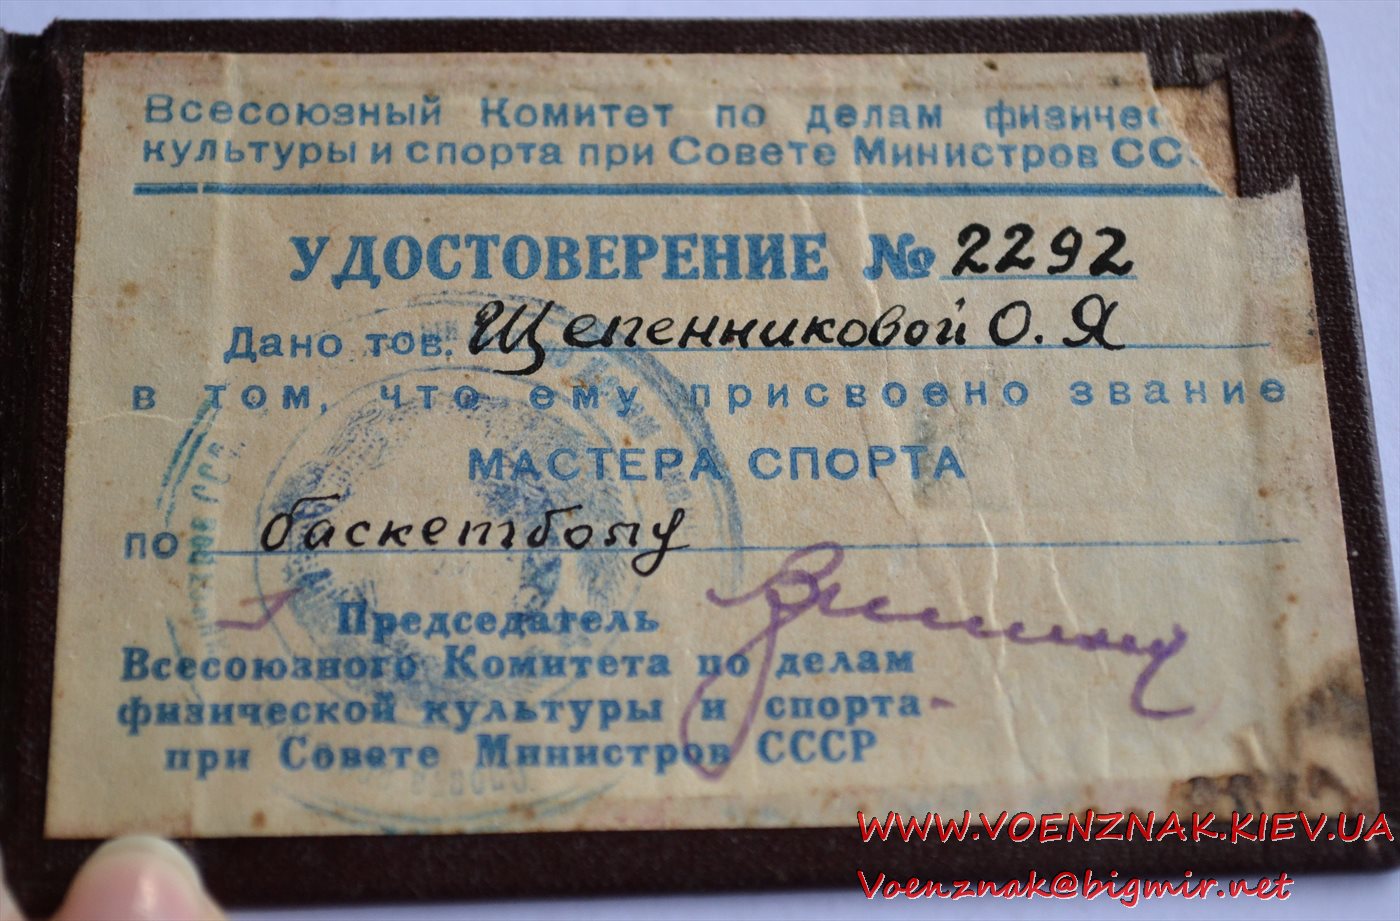 Всесоюзный Комитет по делам физичес
культуры и спорта при Совете Министров СС
УДОСТОВЕРЕНИЕ № 2292
Дано тов. Щепенниковой О. Я
в том, что ему присвоено звание
МАСТЕРА СПОРТА
по баскетболу
Председатель
Всесоюзного Комитета по делам
физической культуры и спорта
при Совете Министров СССР
WWW.VOENZNAK.KIEV.UA
Voenznak@bigmir.net